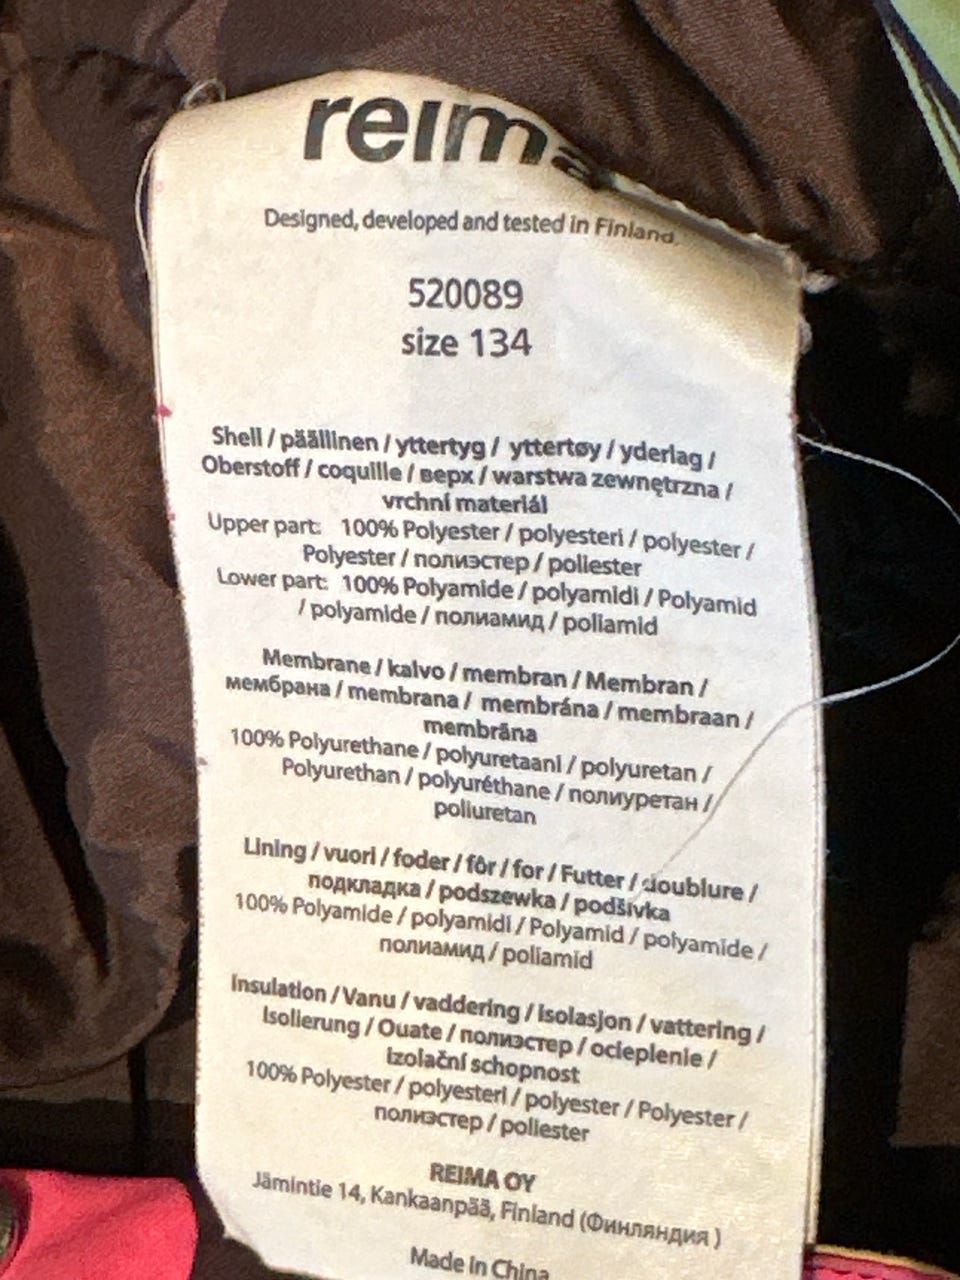 reima
Designed, developed and tested in Finland.
520089
size 134
Shell / päällinen / yttertyg / yttertøy / yderlag /
Oberstoff / coquille / верх / warstwa zewnętrzna /
vrchní materiál
Upper part: 100% Polyester / polyesteri / polyester /
Polyester / полиэстер / poliester
Lower part: 100% Polyamide / polyamidi / Polyamid
/ polyamide / полиамид / poliamid
Membrane / kalvo / membran / Membran /
мембрана / membrana / membrána / membraan /
membrāna
100% Polyurethane / polyuretaani / polyuretan /
Polyurethan / polyuréthane / полиуретан /
poliuretan
Lining / vuori / foder / fôr / for / Futter / doublure /
подкладка / podszewka / podšívka
100% Polyamide / polyamidi / Polyamid / polyamide /
полиамид / poliamid
Insulation / Vanu / vaddering / Isolasjon / vattering /
Isolierung / Ouate / полиэстер / ocieplenie /
Izolační schopnost
100% Polyester / polyesteri / polyester / Polyester /
полиэстер / poliester
REIMA OY
Jämintie 14, Kankaanpää, Finland (Финляндия )
Made in China